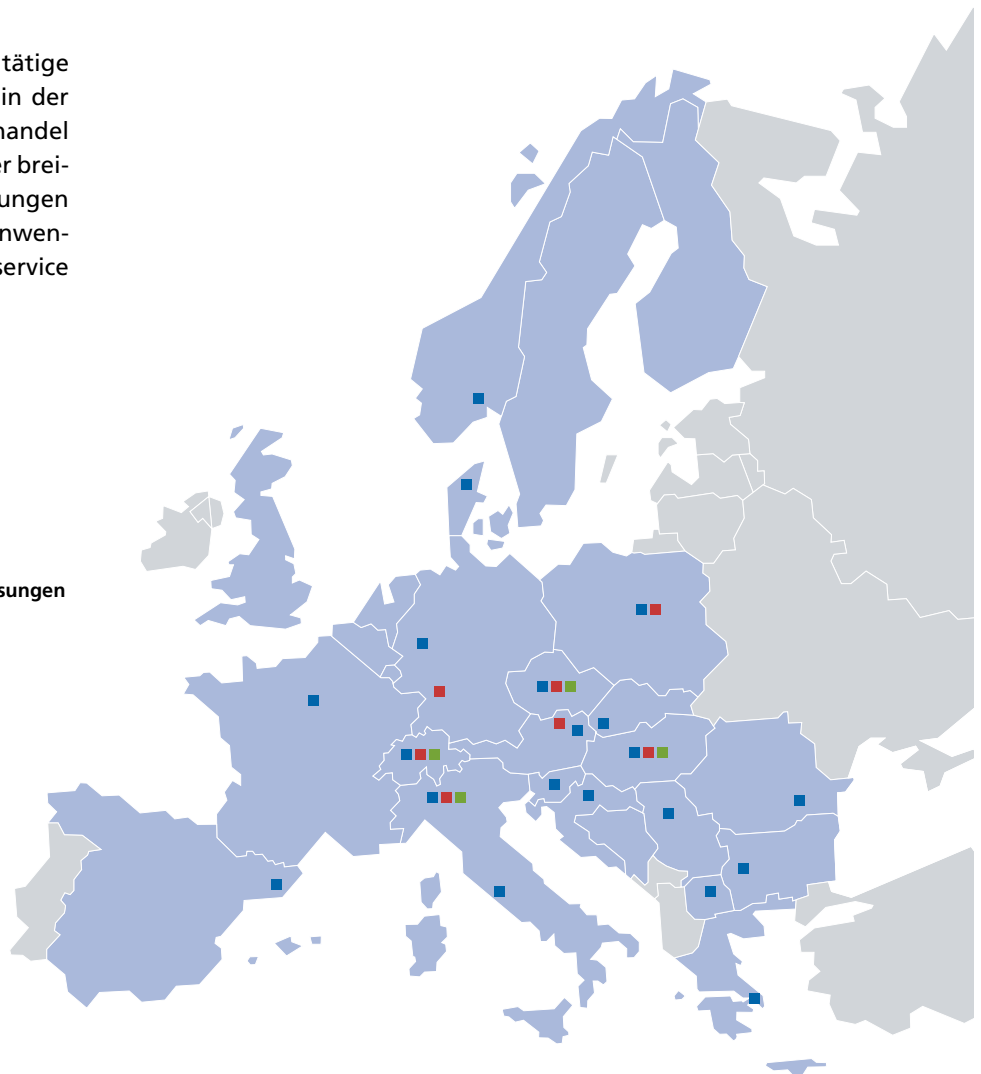 tätige
in der
handel
er brei-
ungen
nwen-
service
sungen